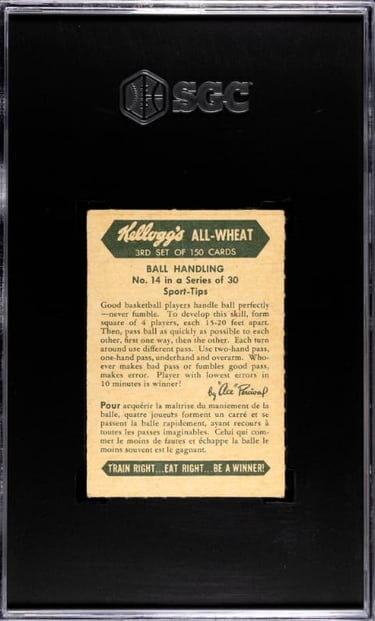 SGC
Kellogg's ALL-WHEAT
3RD SET OF 150 CARDS
BALL HANDLING
No. 14 in a Series of 30
Sport-Tips
Good basketball players handle ball perfectly
—never fumble. To develop this skill, form
square of 4 players, each 15-20 feet apart.
Then, pass ball as quickly as possible to each
other, first one way, then the other. Each turn
around use different pass. Use two-hand pass,
one-hand pass, underhand and overarm. Who-
ever makes bad pass or fumbles good pass,
makes error. Player with lowest errors in
10 minutes is winner!
by "Ace" Percival
Pour acquérir la maîtrise du maniement de la
balle, quatre joueurs forment un carré et se
passent la balle rapidement, ayant recours à
toutes les passes imaginables. Celui qui com-
met le moins de fautes et échappe la balle le
moins souvent est le gagnant.
TRAIN RIGHT...EAT RIGHT...BE A WINNER!